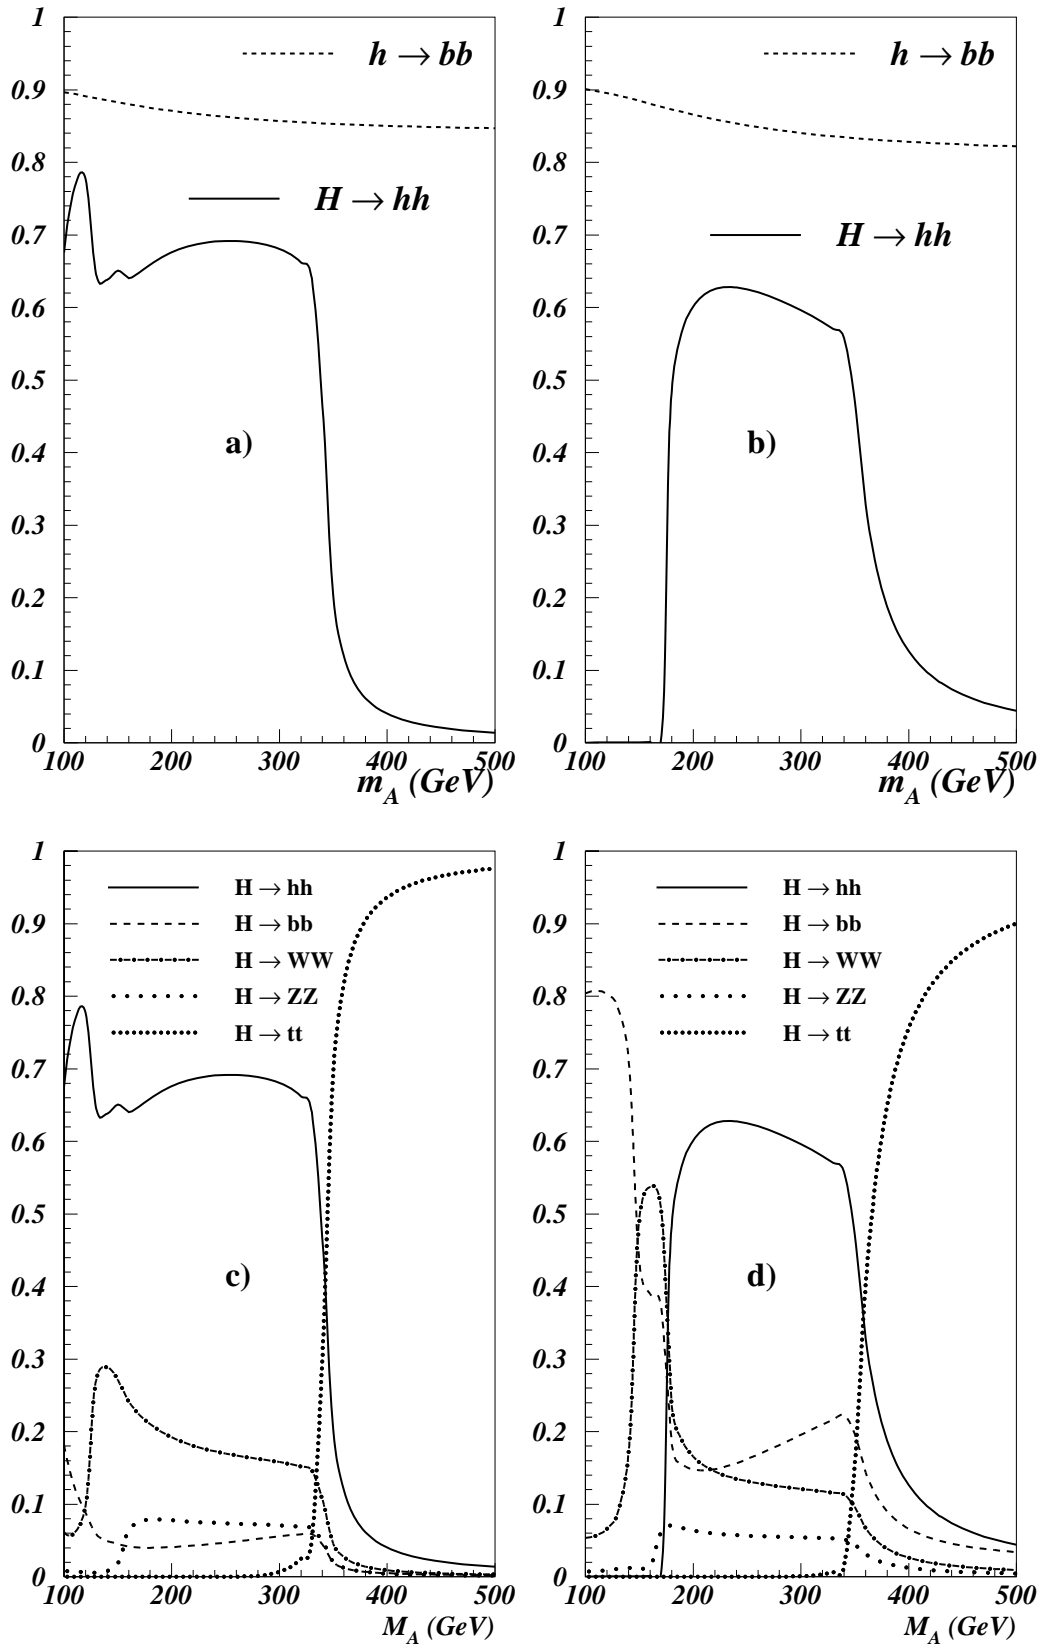 1
0.9
0.8
0.7
0.6
0.5
0.4
0.3
0.2
0.1
0
100 200 300 400 500
m_A (GeV)
h → bb
H → hh
a)
1
0.9
0.8
0.7
0.6
0.5
0.4
0.3
0.2
0.1
0
100 200 300 400 500
m_A (GeV)
h → bb
H → hh
b)
1
0.9
0.8
0.7
0.6
0.5
0.4
0.3
0.2
0.1
0
100 200 300 400 500
M_A (GeV)
H → hh
H → bb
H → WW
H → ZZ
H → tt
c)
1
0.9
0.8
0.7
0.6
0.5
0.4
0.3
0.2
0.1
0
100 200 300 400 500
M_A (GeV)
H → hh
H → bb
H → WW
H → ZZ
H → tt
d)